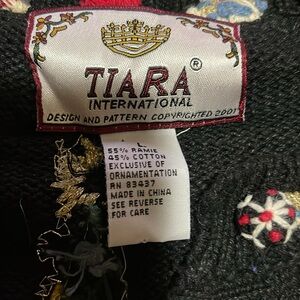 TIARA®
INTERNATIONAL
DESIGN AND PATTERN COPYRIGHTED 2001
L
55% RAMIE
45% COTTON
EXCLUSIVE OF
ORNAMENTATION
RN 83437
MADE IN CHINA
SEE REVERSE
FOR CARE